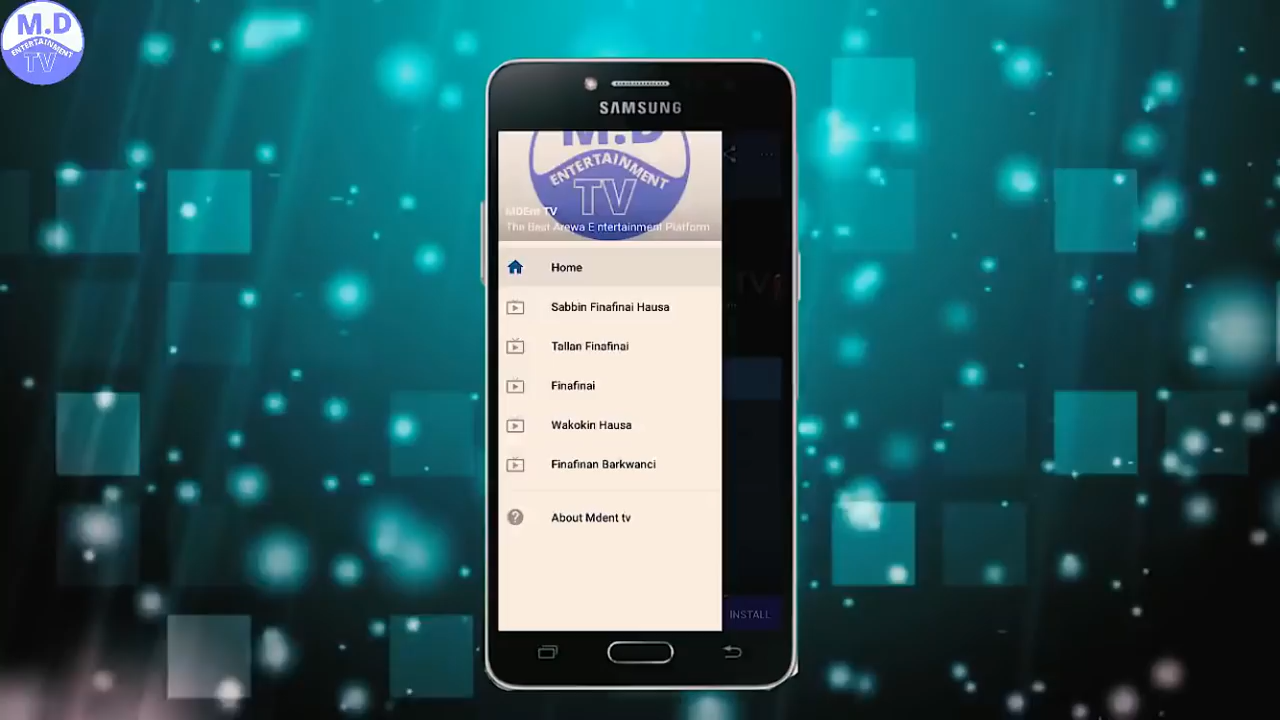 M.D
ENTERTAINMENT
TV
SAMSUNG
M.D
ENTERTAINMENT
TV
MDEnt TV
The Best Arewa Entertainment Platform
Home
Sabbin Finafinai Hausa
Tallan Finafinai
Finafinai
Wakokin Hausa
Finafinan Barkwanci
About Mdent tv
TV
INSTALL